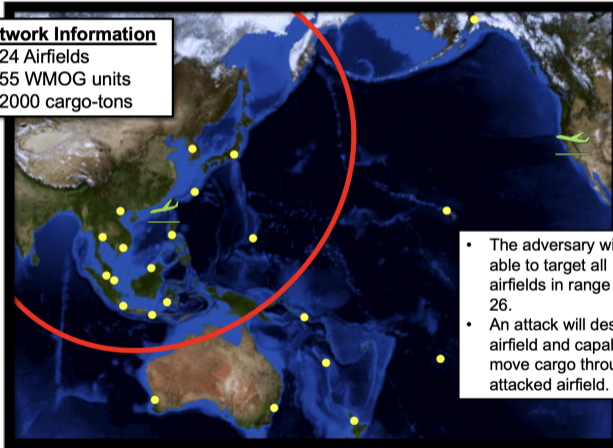 twork Information
24 Airfields
55 WMOG units
2000 cargo-tons
• The adversary wi
able to target all
airfields in range
26.
• An attack will des
airfield and capal
move cargo throu
attacked airfield.